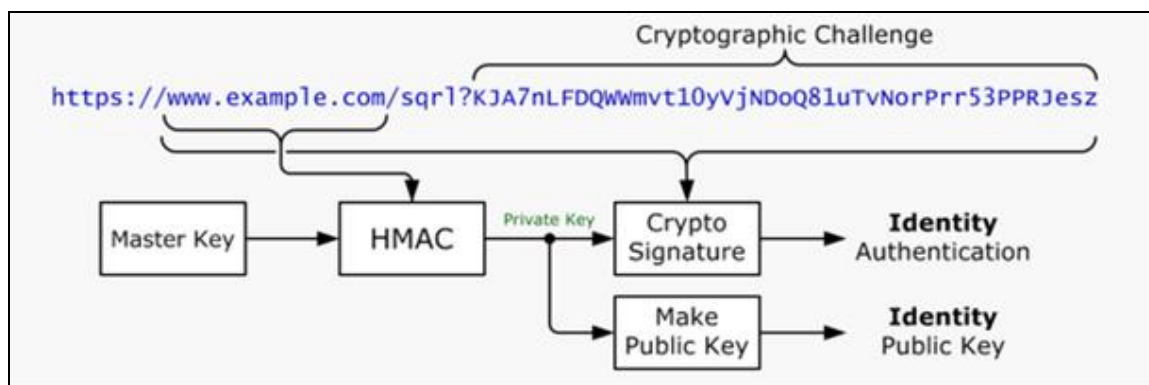 Cryptographic Challenge
https://www.example.com/sqrl?KJA7nLFDQWWmvt10yVjNDoQ81uTvNorPrr53PPRJesz
Master Key
HMAC
Private Key
Crypto
Signature
Identity
Authentication
Make
Public Key
Identity
Public Key